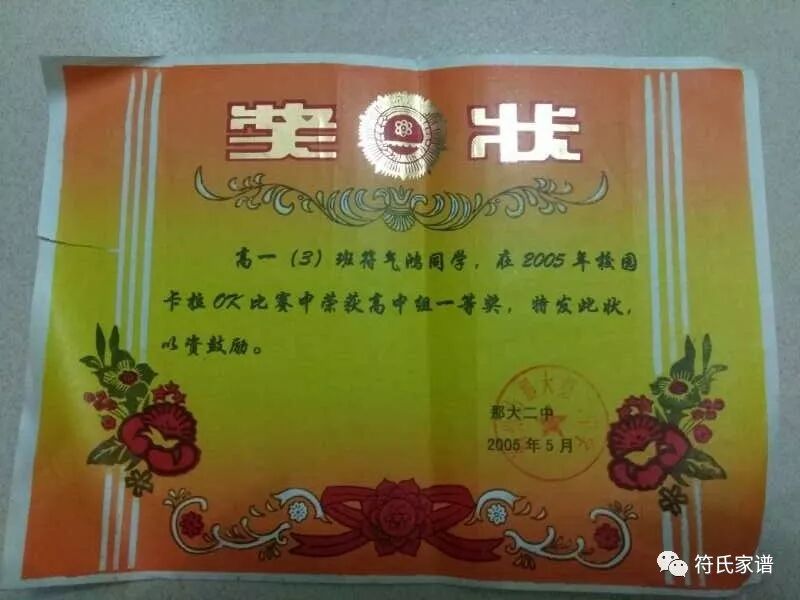 奖状
高一（3）班符气鸿同学，在2005年校园
卡拉OK比赛中荣获高中组一等奖，特发此状，
以资鼓励。
那大二中
2005年5月
符氏家谱